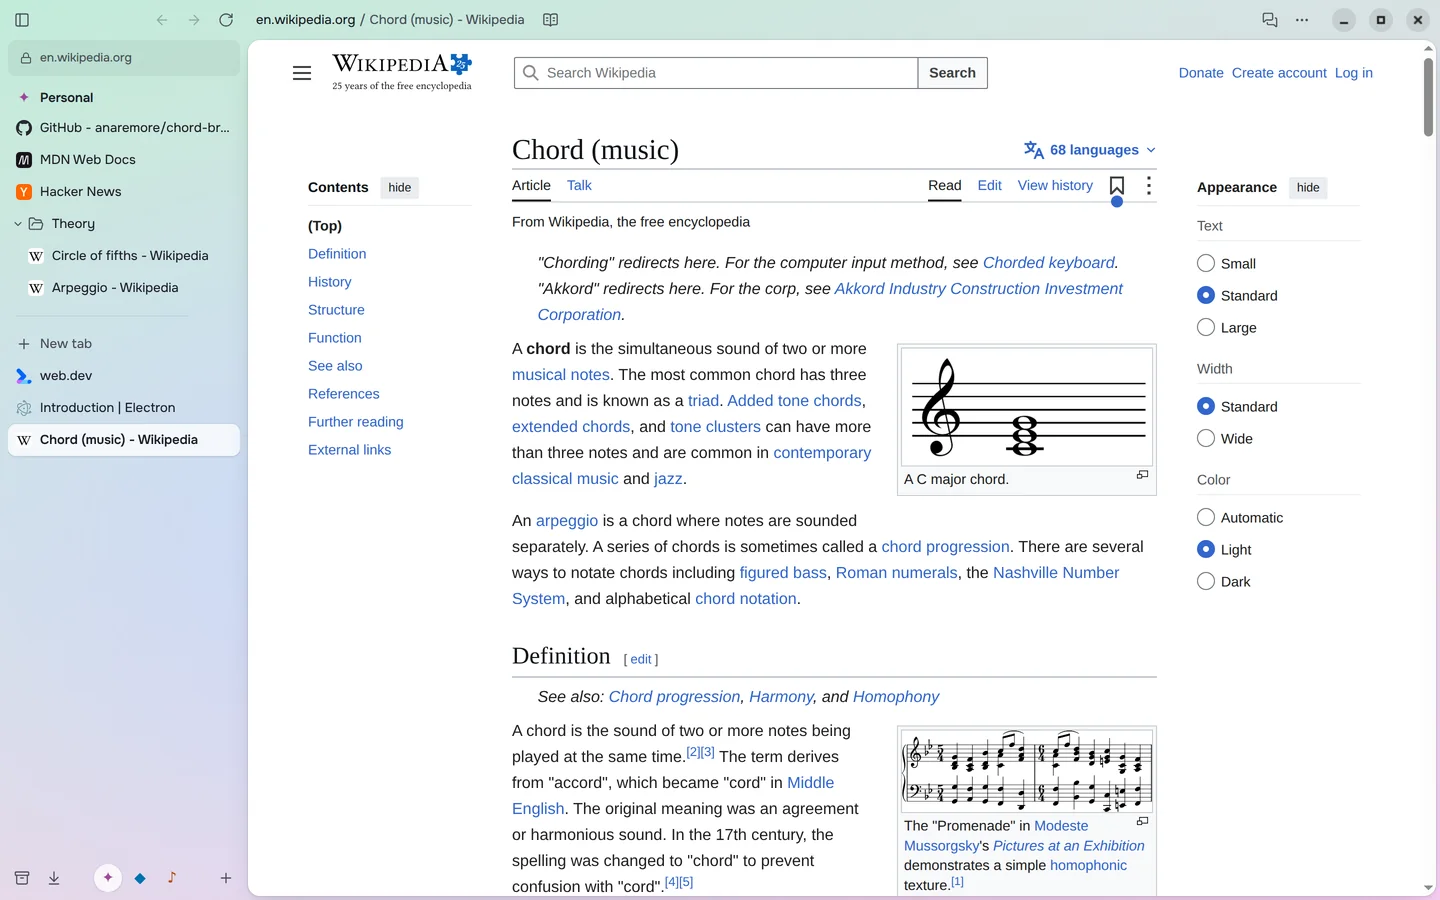 en.wikipedia.org / Chord (music) - Wikipedia
en.wikipedia.org
Personal
GitHub - anaremore/chord-br...
MDN Web Docs
Hacker News
Theory
Circle of fifths - Wikipedia
Arpeggio - Wikipedia
New tab
web.dev
Introduction | Electron
Chord (music) - Wikipedia
WIKIPEDIA 25
25 years of the free encyclopedia
Search Wikipedia
Search
Donate Create account Log in
Contents hide
(Top)
Definition
History
Structure
Function
See also
References
Further reading
External links
Chord (music)
68 languages
Article Talk
Read Edit View history
From Wikipedia, the free encyclopedia
"Chording" redirects here. For the computer input method, see Chorded keyboard.
"Akkord" redirects here. For the corp, see Akkord Industry Construction Investment
Corporation.
A chord is the simultaneous sound of two or more
musical notes. The most common chord has three
notes and is known as a triad. Added tone chords,
extended chords, and tone clusters can have more
than three notes and are common in contemporary
classical music and jazz.
A C major chord.
An arpeggio is a chord where notes are sounded
separately. A series of chords is sometimes called a chord progression. There are several
ways to notate chords including figured bass, Roman numerals, the Nashville Number
System, and alphabetical chord notation.
Definition [ edit ]
See also: Chord progression, Harmony, and Homophony
A chord is the sound of two or more notes being
played at the same time.[2][3] The term derives
from "accord", which became "cord" in Middle
English. The original meaning was an agreement
or harmonious sound. In the 17th century, the
spelling was changed to "chord" to prevent
confusion with "cord".[4][5]
The "Promenade" in Modeste
Mussorgsky's Pictures at an Exhibition
demonstrates a simple homophonic
texture.[1]
Appearance hide
Text
Small
Standard
Large
Width
Standard
Wide
Color
Automatic
Light
Dark